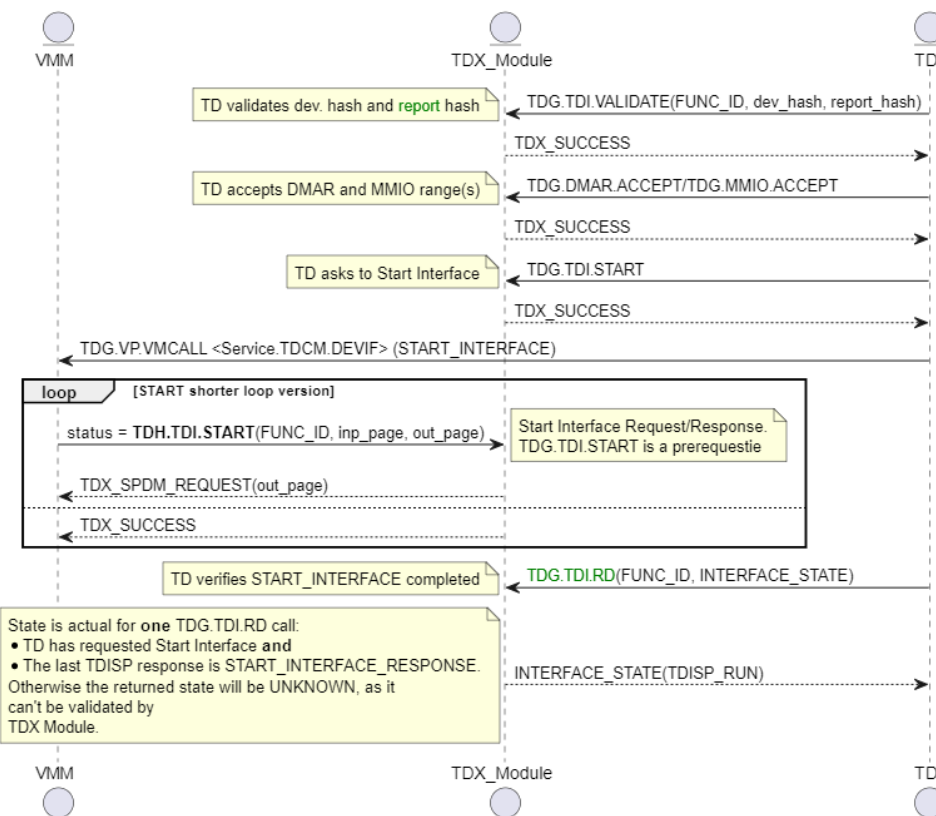 VMM
TDX_Module
TD
TD validates dev. hash and report hash
TDG.TDI.VALIDATE(FUNC_ID, dev_hash, report_hash)
TDX_SUCCESS
TD accepts DMAR and MMIO range(s)
TDG.DMAR.ACCEPT/TDG.MMIO.ACCEPT
TDX_SUCCESS
TD asks to Start Interface
TDG.TDI.START
TDX_SUCCESS
TDG.VP.VMCALL <Service.TDCM.DEVIF> (START_INTERFACE)
loop
[START shorter loop version]
status = TDH.TDI.START(FUNC_ID, inp_page, out_page)
Start Interface Request/Response.
TDG.TDI.START is a prerequestie
TDX_SPDM_REQUEST(out_page)
TDX_SUCCESS
TD verifies START_INTERFACE completed
TDG.TDI.RD(FUNC_ID, INTERFACE_STATE)
State is actual for one TDG.TDI.RD call:
• TD has requested Start Interface and
• The last TDISP response is START_INTERFACE_RESPONSE.
Otherwise the returned state will be UNKNOWN, as it
can't be validated by
TDX Module.
INTERFACE_STATE(TDISP_RUN)
VMM
TDX_Module
TD